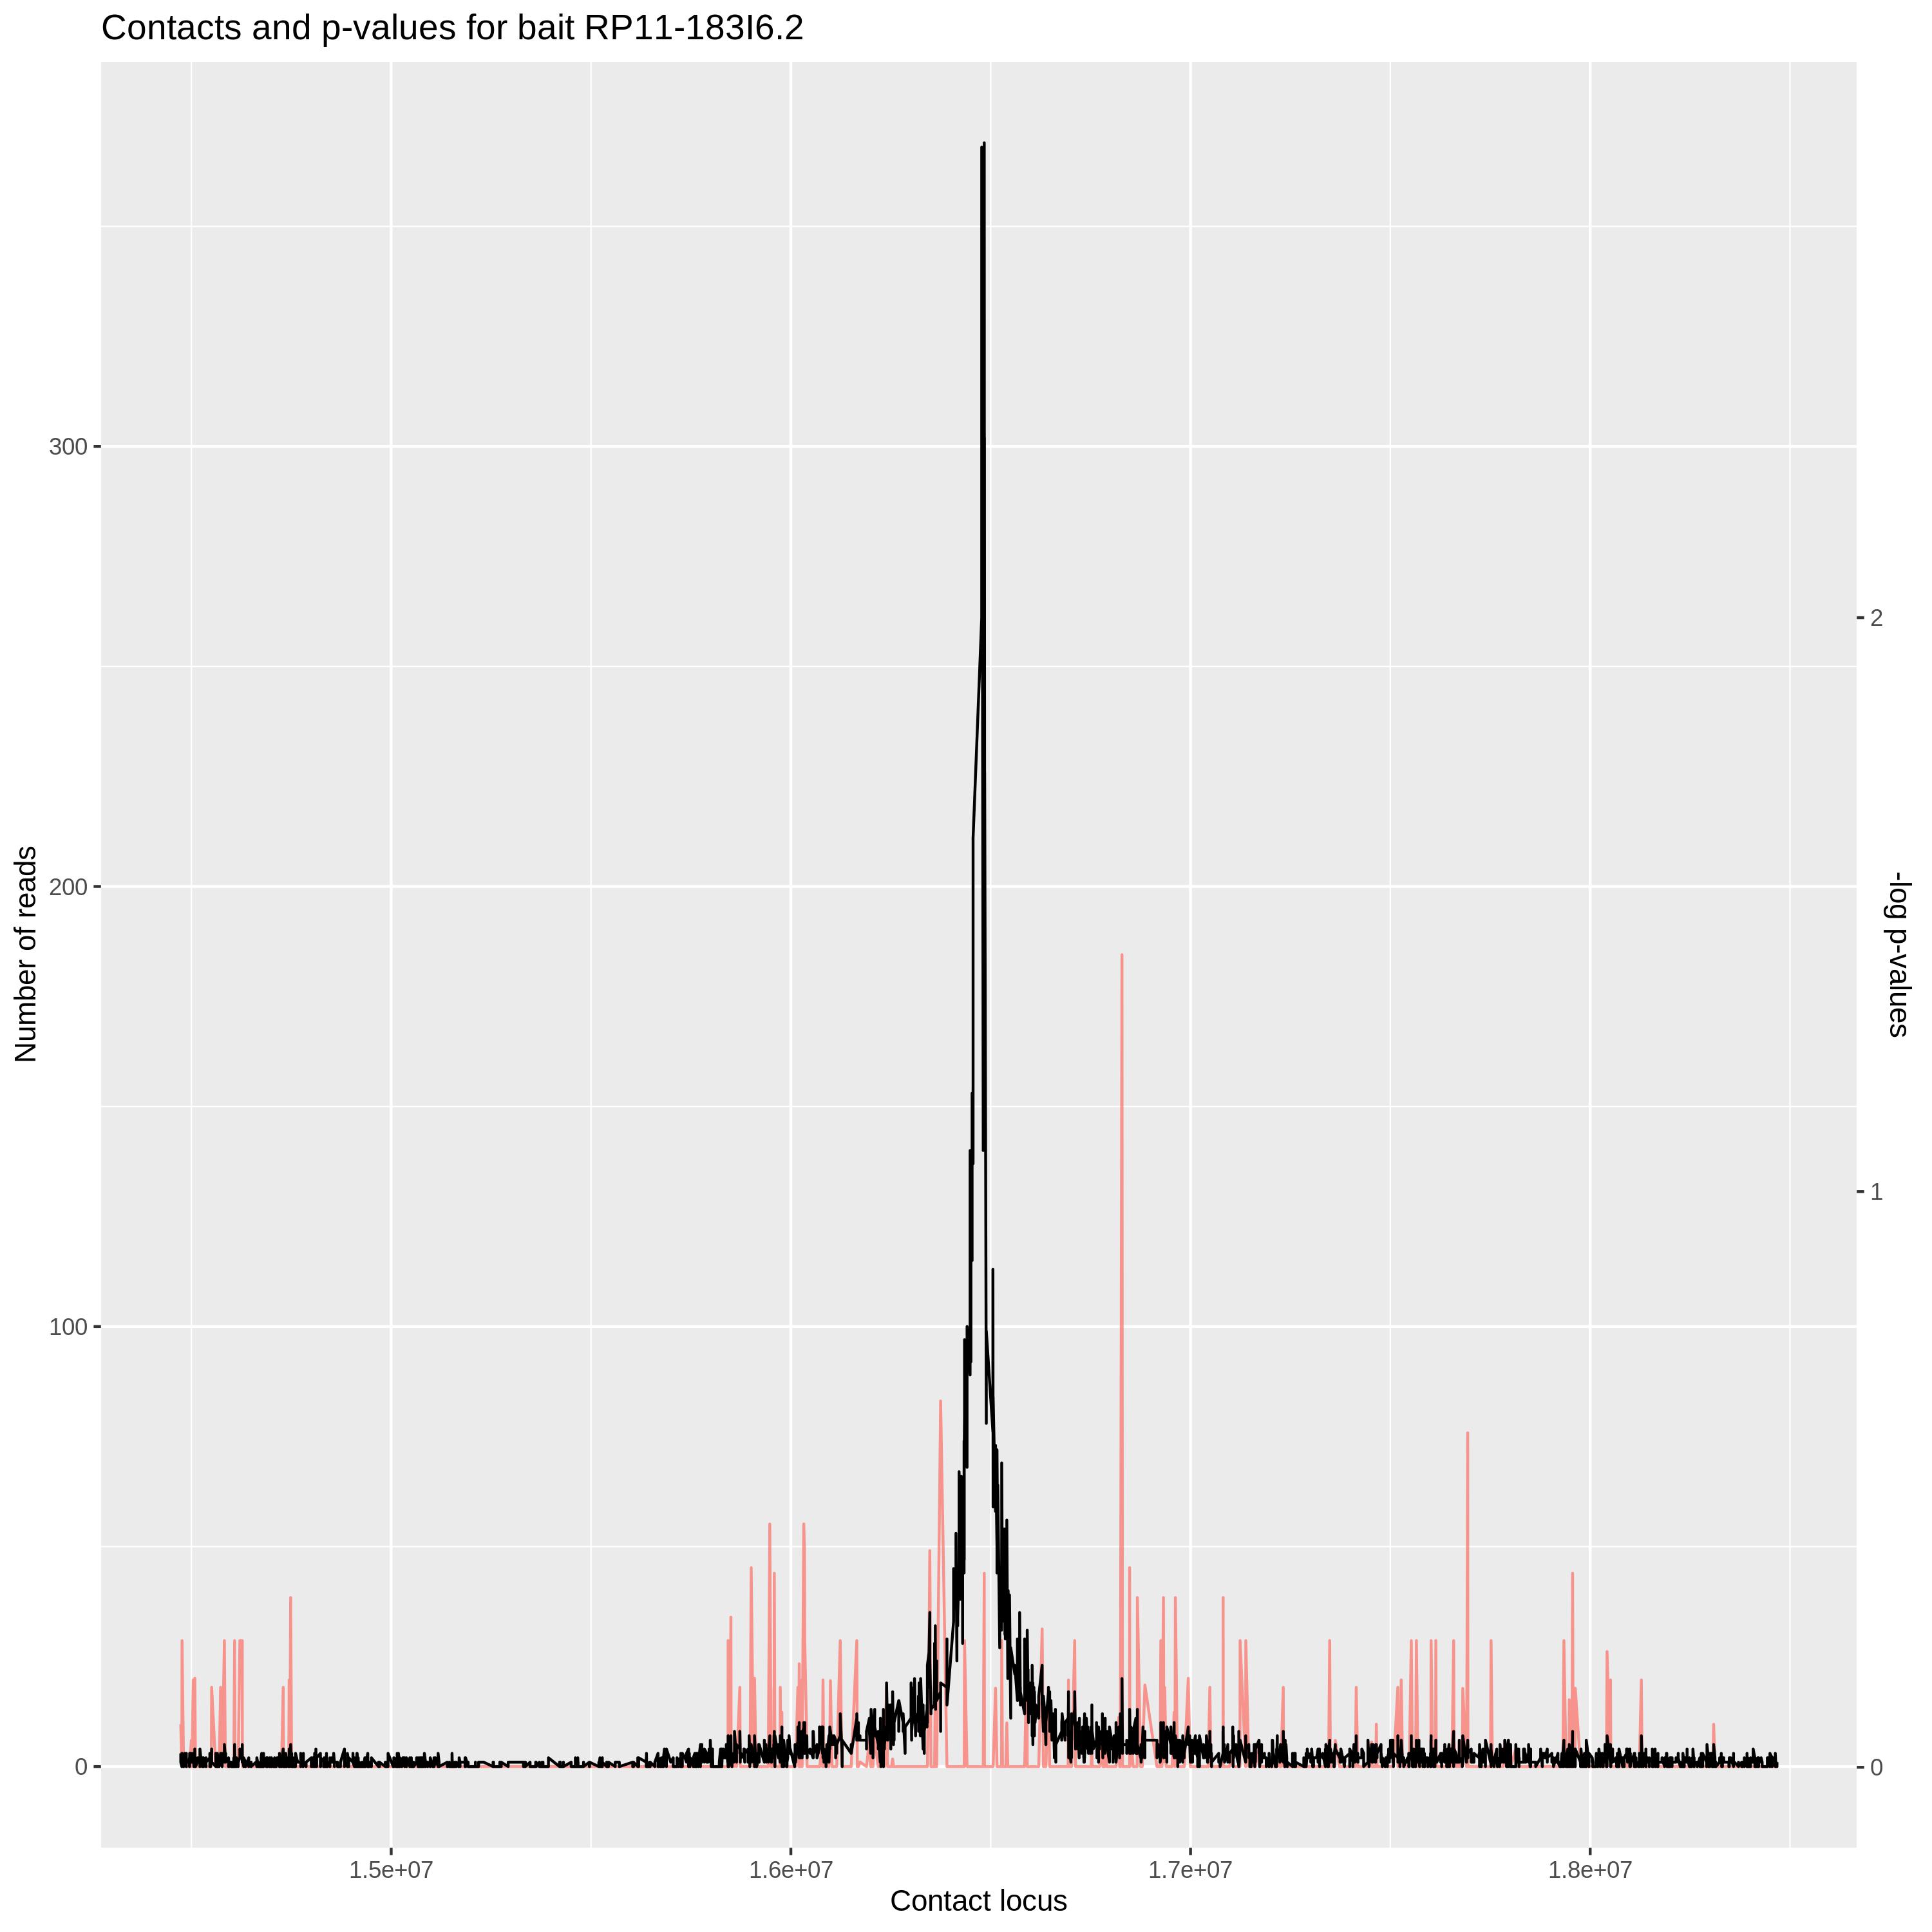 Contacts and p-values for bait RP11-183I6.2
300
200
100
0
Number of reads
2
1
0
-log p-values
1.5e+07
1.6e+07
1.7e+07
1.8e+07
Contact locus